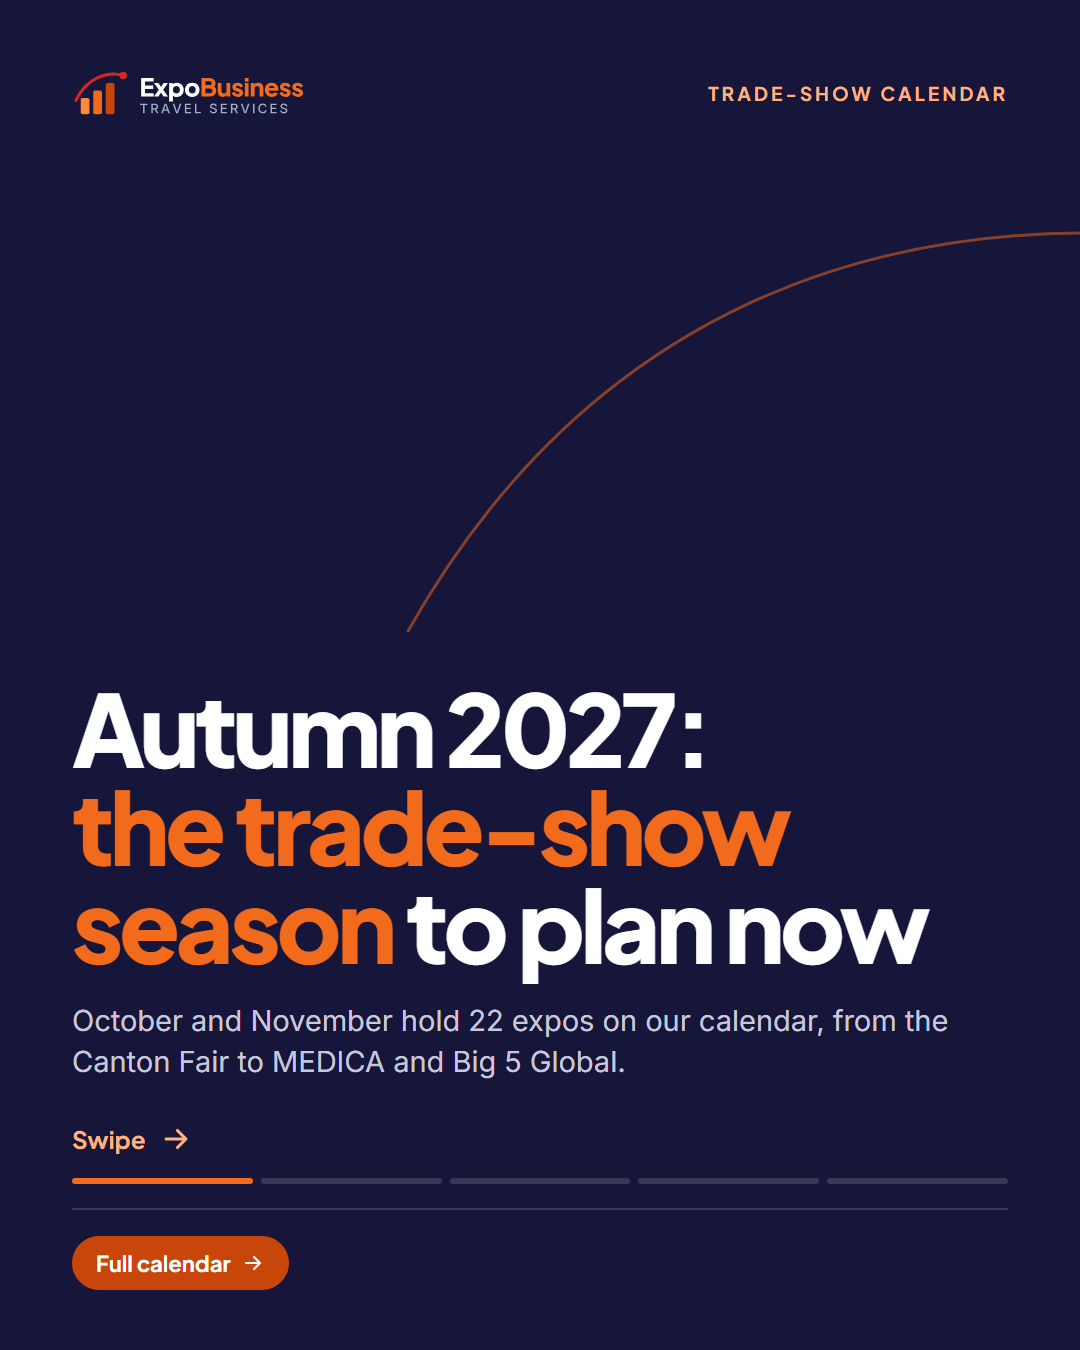 ExpoBusiness
TRAVEL SERVICES
TRADE-SHOW CALENDAR
Autumn 2027:
the trade-show
season to plan now
October and November hold 22 expos on our calendar, from the
Canton Fair to MEDICA and Big 5 Global.
Swipe →
Full calendar →